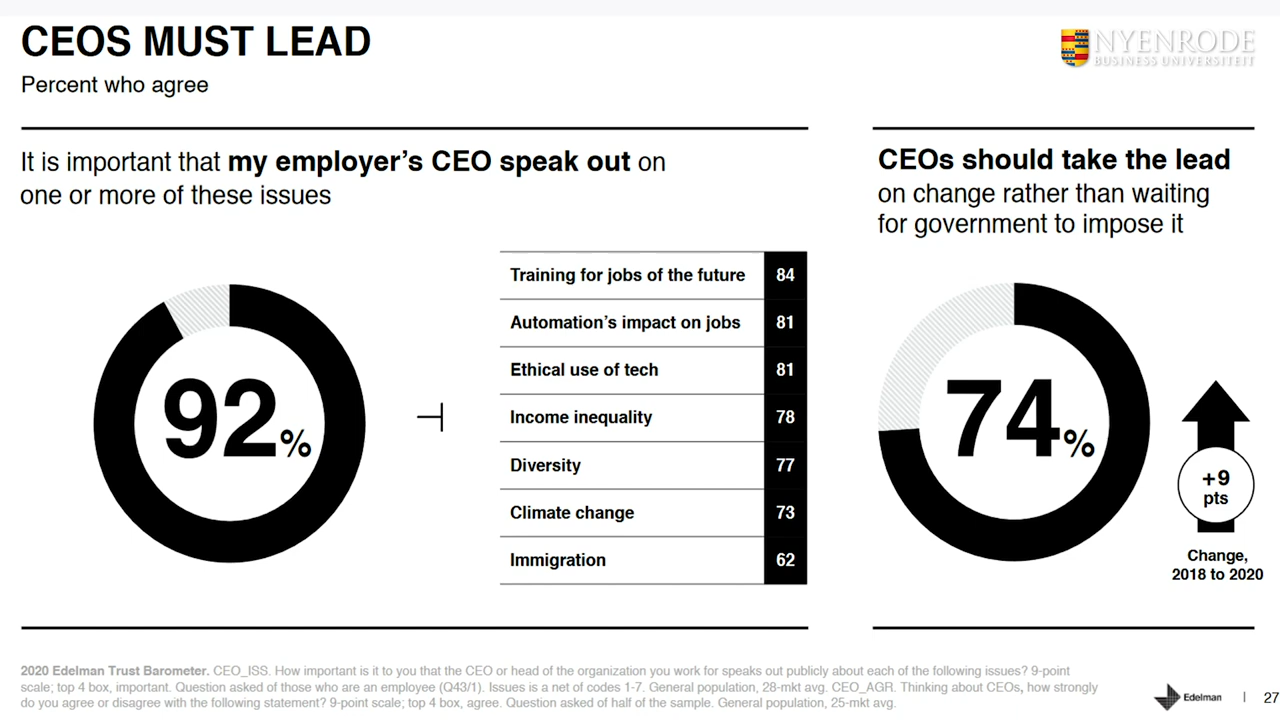 CEOS MUST LEAD
Percent who agree
NYENRODE
BUSINESS UNIVERSITEIT
It is important that my employer's CEO speak out on
one or more of these issues
92%
Training for jobs of the future 84
Automation's impact on jobs 81
Ethical use of tech 81
Income inequality 78
Diversity 77
Climate change 73
Immigration 62
CEOs should take the lead
on change rather than waiting
for government to impose it
74%
+9
pts
Change,
2018 to 2020
2020 Edelman Trust Barometer. CEO_ISS. How important is it to you that the CEO or head of the organization you work for speaks out publicly about each of the following issues? 9-point
scale; top 4 box, important. Question asked of those who are an employee (Q43/1). Issues is a net of codes 1-7. General population, 28-mkt avg. CEO_AGR. Thinking about CEOs, how strongly
do you agree or disagree with the following statement? 9-point scale; top 4 box, agree. Question asked of half of the sample. General population, 25-mkt avg.
Edelman | 27